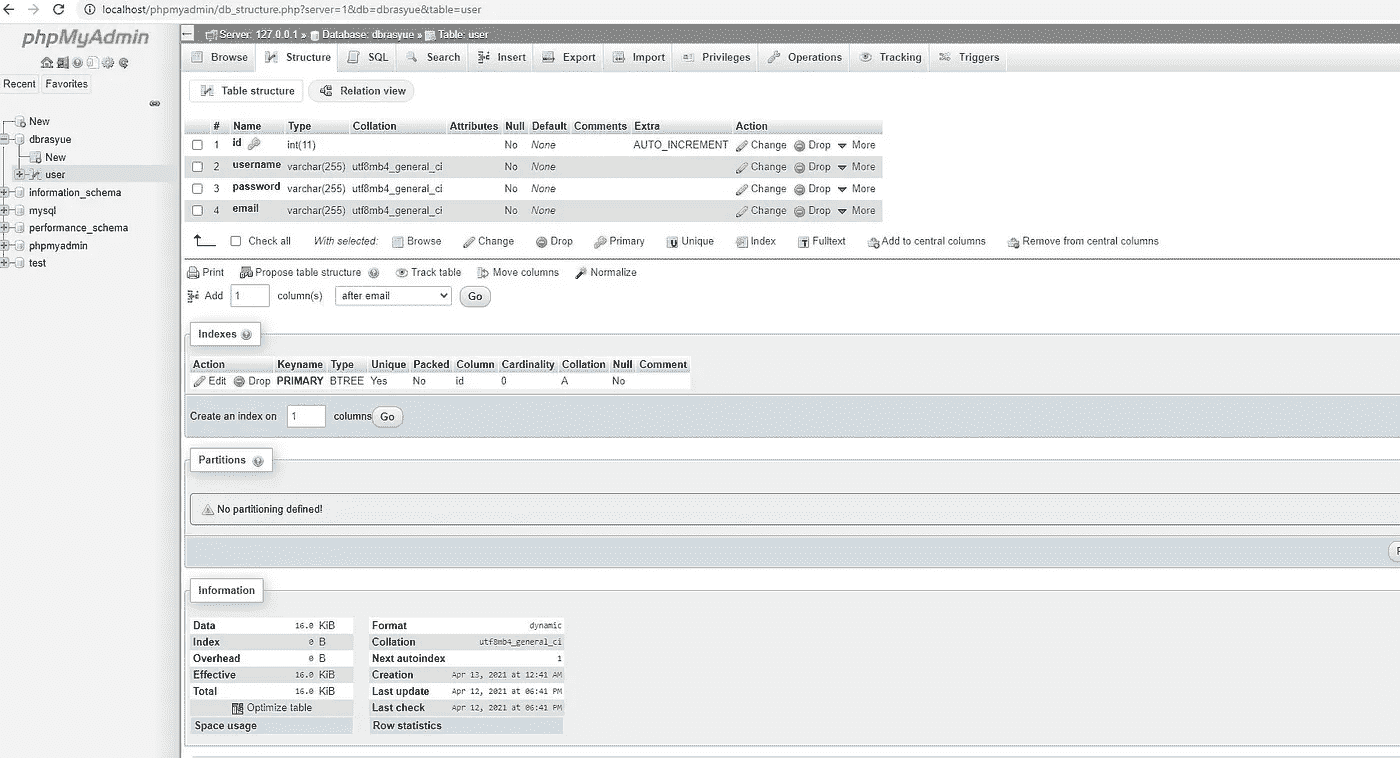 localhost/phpmyadmin/db_structure.php?server=1&db=dbrasyue&table=user
phpMyAdmin
Recent Favorites
New
dbrasyue
New
user
information_schema
mysql
performance_schema
phpmyadmin
test
Server: 127.0.0.1 » Database: dbrasyue » Table: user
Browse Structure SQL Search Insert Export Import Privileges Operations Tracking Triggers
Table structure Relation view
# Name Type Collation Attributes Null Default Comments Extra Action
1 id int(11) No None AUTO_INCREMENT Change Drop More
2 username varchar(255) utf8mb4_general_ci No None Change Drop More
3 password varchar(255) utf8mb4_general_ci No None Change Drop More
4 email varchar(255) utf8mb4_general_ci No None Change Drop More
Check all With selected: Browse Change Drop Primary Unique Index Fulltext Add to central columns Remove from central columns
Print Propose table structure Track table Move columns Normalize
Add 1 column(s) after email Go
Indexes
Action Keyname Type Unique Packed Column Cardinality Collation Null Comment
Edit Drop PRIMARY BTREE Yes No id 0 A No
Create an index on 1 columns Go
Partitions
No partitioning defined!
Information
Data 16.0 KiB
Index 0 B
Overhead 0 B
Effective 16.0 KiB
Total 16.0 KiB
Optimize table
Space usage
Format dynamic
Collation utf8mb4_general_ci
Next autoindex 1
Creation Apr 13, 2021 at 12:41 AM
Last update Apr 12, 2021 at 06:41 PM
Last check Apr 12, 2021 at 06:41 PM
Row statistics